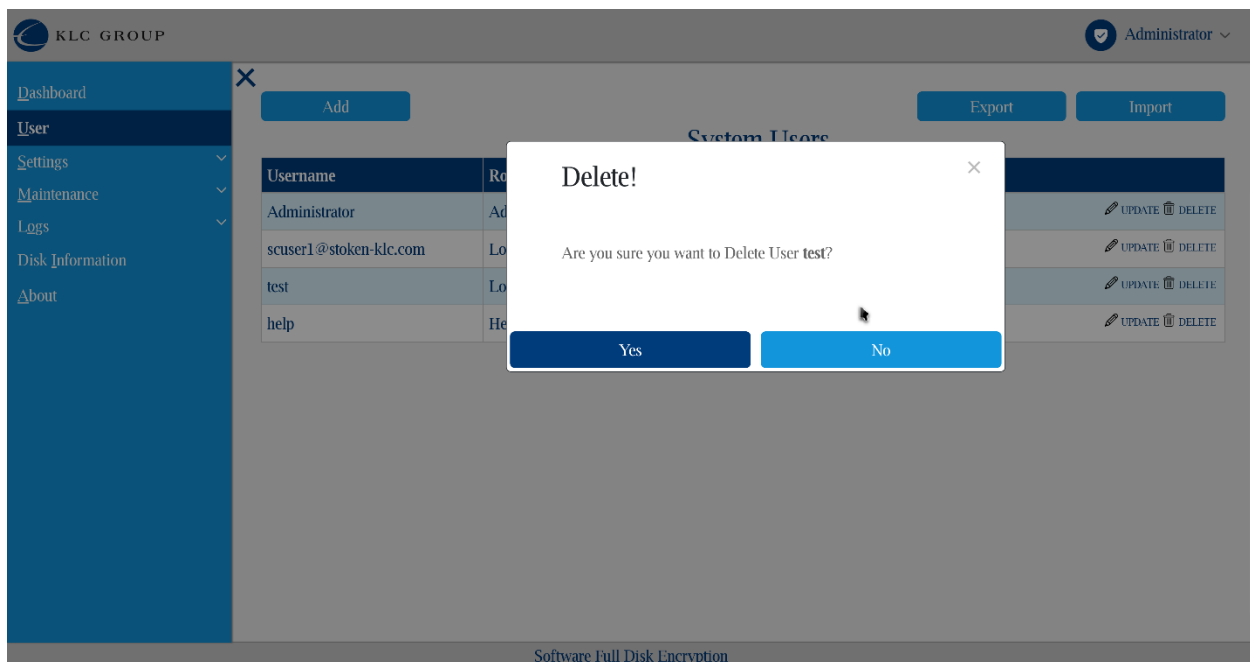 KLC GROUP
Administrator
Dashboard
User
Settings
Maintenance
Logs
Disk Information
About
Add
Export
Import
System Users
Username
Administrator UPDATE DELETE
scuser1@stoken-klc.com UPDATE DELETE
test UPDATE DELETE
help UPDATE DELETE
Delete!
Are you sure you want to Delete User test?
Yes
No
Software Full Disk Encryption